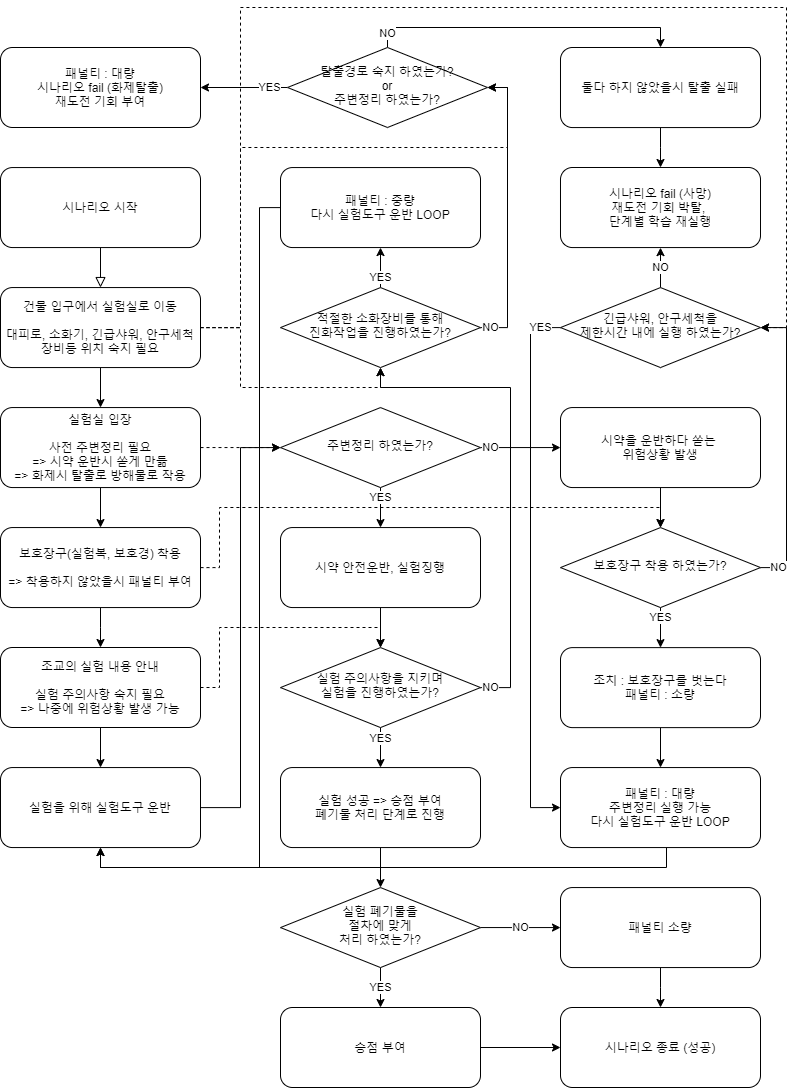 NO
패널티 : 대량
시나리오 fail (화제탈출)
재도전 기회 부여
YES
탈출경로 숙지 하였는가?
or
주변정리 하였는가?
둘다 하지 않았을시 탈출 실패
시나리오 시작
패널티 : 중량
다시 실험도구 운반 LOOP
시나리오 fail (사망)
재도전 기회 박탈,
단계별 학습 재실행
YES
NO
건물 입구에서 실험실로 이동
대피로, 소화기, 긴급샤워, 안구세척
장비등 위치 숙지 필요
적절한 소화장비를 통해
진화작업을 진행하였는가?
NO
YES
긴급샤워, 안구세척을
제한시간 내에 실행 하였는가?
실험실 입장
사전 주변정리 필요
=> 시약 운반시 쏟게 만듦
=> 화제시 탈출로 방해물로 작용
주변정리 하였는가?
NO
시약을 운반하다 쏟는
위험상황 발생
YES
보호장구(실험복, 보호경) 착용
=> 착용하지 않았을시 패널티 부여
시약 안전운반, 실험징행
보호장구 착용 하였는가?
NO
YES
조교의 실험 내용 안내
실험 주의사항 숙지 필요
=> 나중에 위험상황 발생 가능
실험 주의사항을 지키며
실험을 진행하였는가?
NO
조치 : 보호장구를 벗는다
패널티 : 소량
YES
실험을 위해 실험도구 운반
실험 성공 => 승점 부여
폐기물 처리 단계로 진행
패널티 : 대량
주변정리 실행 가능
다시 실험도구 운반 LOOP
실험 폐기물을
절차에 맞게
처리 하였는가?
NO
패널티 소량
YES
승점 부여
시나리오 종료 (성공)